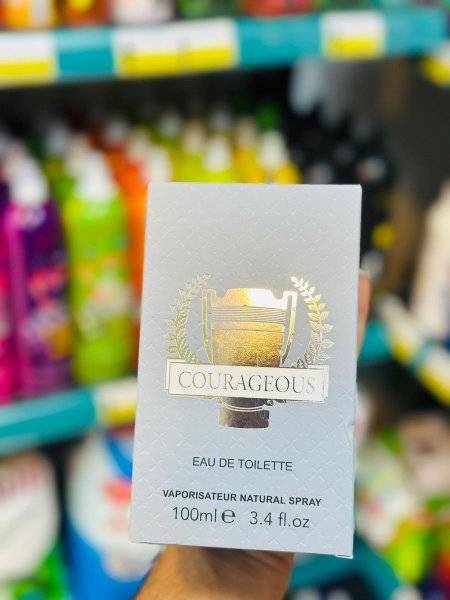 COURAGEOUS
EAU DE TOILETTE
VAPORISATEUR NATURAL SPRAY
100ml ℮ 3.4 fl.oz